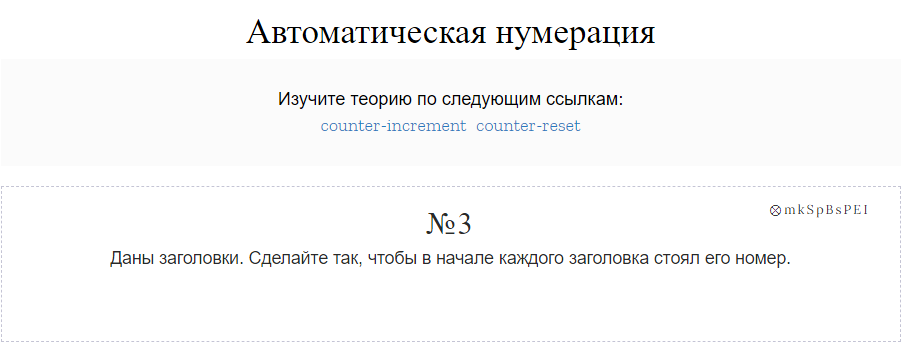 Автоматическая нумерация
Изучите теорию по следующим ссылкам:
counter-increment counter-reset
⊗mkSpBsPEI
№3
Даны заголовки. Сделайте так, чтобы в начале каждого заголовка стоял его номер.